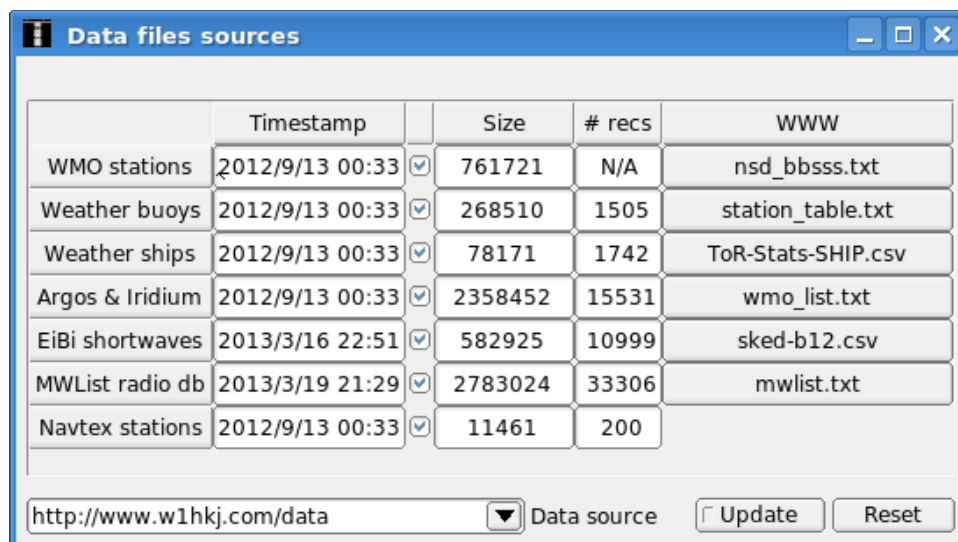 Data files sources
Timestamp Size # recs WWW
WMO stations 2012/9/13 00:33 761721 N/A nsd_bbsss.txt
Weather buoys 2012/9/13 00:33 268510 1505 station_table.txt
Weather ships 2012/9/13 00:33 78171 1742 ToR-Stats-SHIP.csv
Argos & Iridium 2012/9/13 00:33 2358452 15531 wmo_list.txt
EiBi shortwaves 2013/3/16 22:51 582925 10999 sked-b12.csv
MWList radio db 2013/3/19 21:29 2783024 33306 mwlist.txt
Navtex stations 2012/9/13 00:33 11461 200
http://www.w1hkj.com/data Data source Update Reset